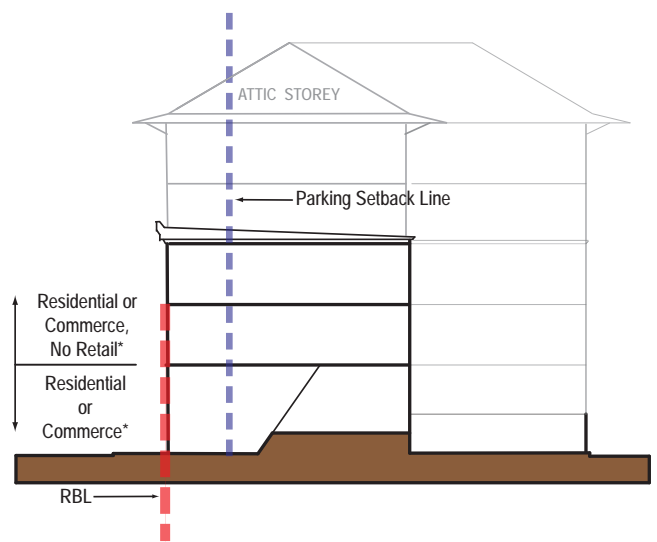 ATTIC STOREY
Parking Setback Line
Residential or
Commerce,
No Retail*
Residential
or
Commerce*
RBL